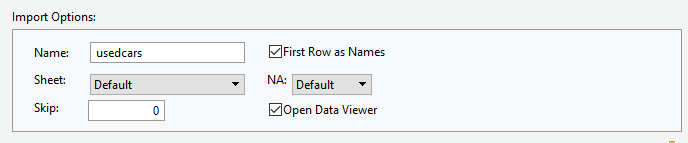 Import Options:
Name: usedcars First Row as Names
Sheet: Default NA: Default
Skip: 0 Open Data Viewer